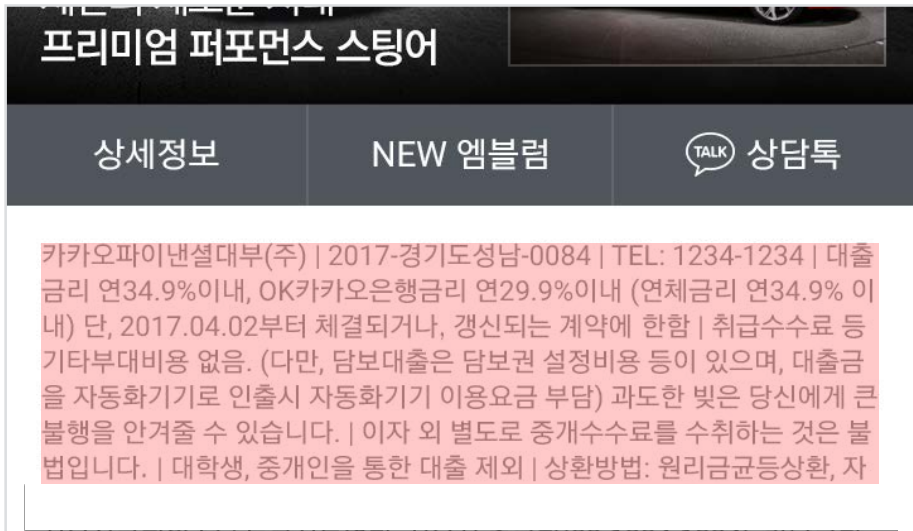 프리미엄 퍼포먼스 스팅어
상세정보
NEW 엠블럼
TALK 상담톡
카카오파이낸셜대부(주) | 2017-경기도성남-0084 | TEL: 1234-1234 | 대출
금리 연34.9%이내, OK카카오은행금리 연29.9%이내 (연체금리 연34.9% 이
내) 단, 2017.04.02부터 체결되거나, 갱신되는 계약에 한함 | 취급수수료 등
기타부대비용 없음. (다만, 담보대출은 담보권 설정비용 등이 있으며, 대출금
을 자동화기기로 인출시 자동화기기 이용요금 부담) 과도한 빚은 당신에게 큰
불행을 안겨줄 수 있습니다. | 이자 외 별도로 중개수수료를 수취하는 것은 불
법입니다. | 대학생, 중개인을 통한 대출 제외 | 상환방법: 원리금균등상환, 자